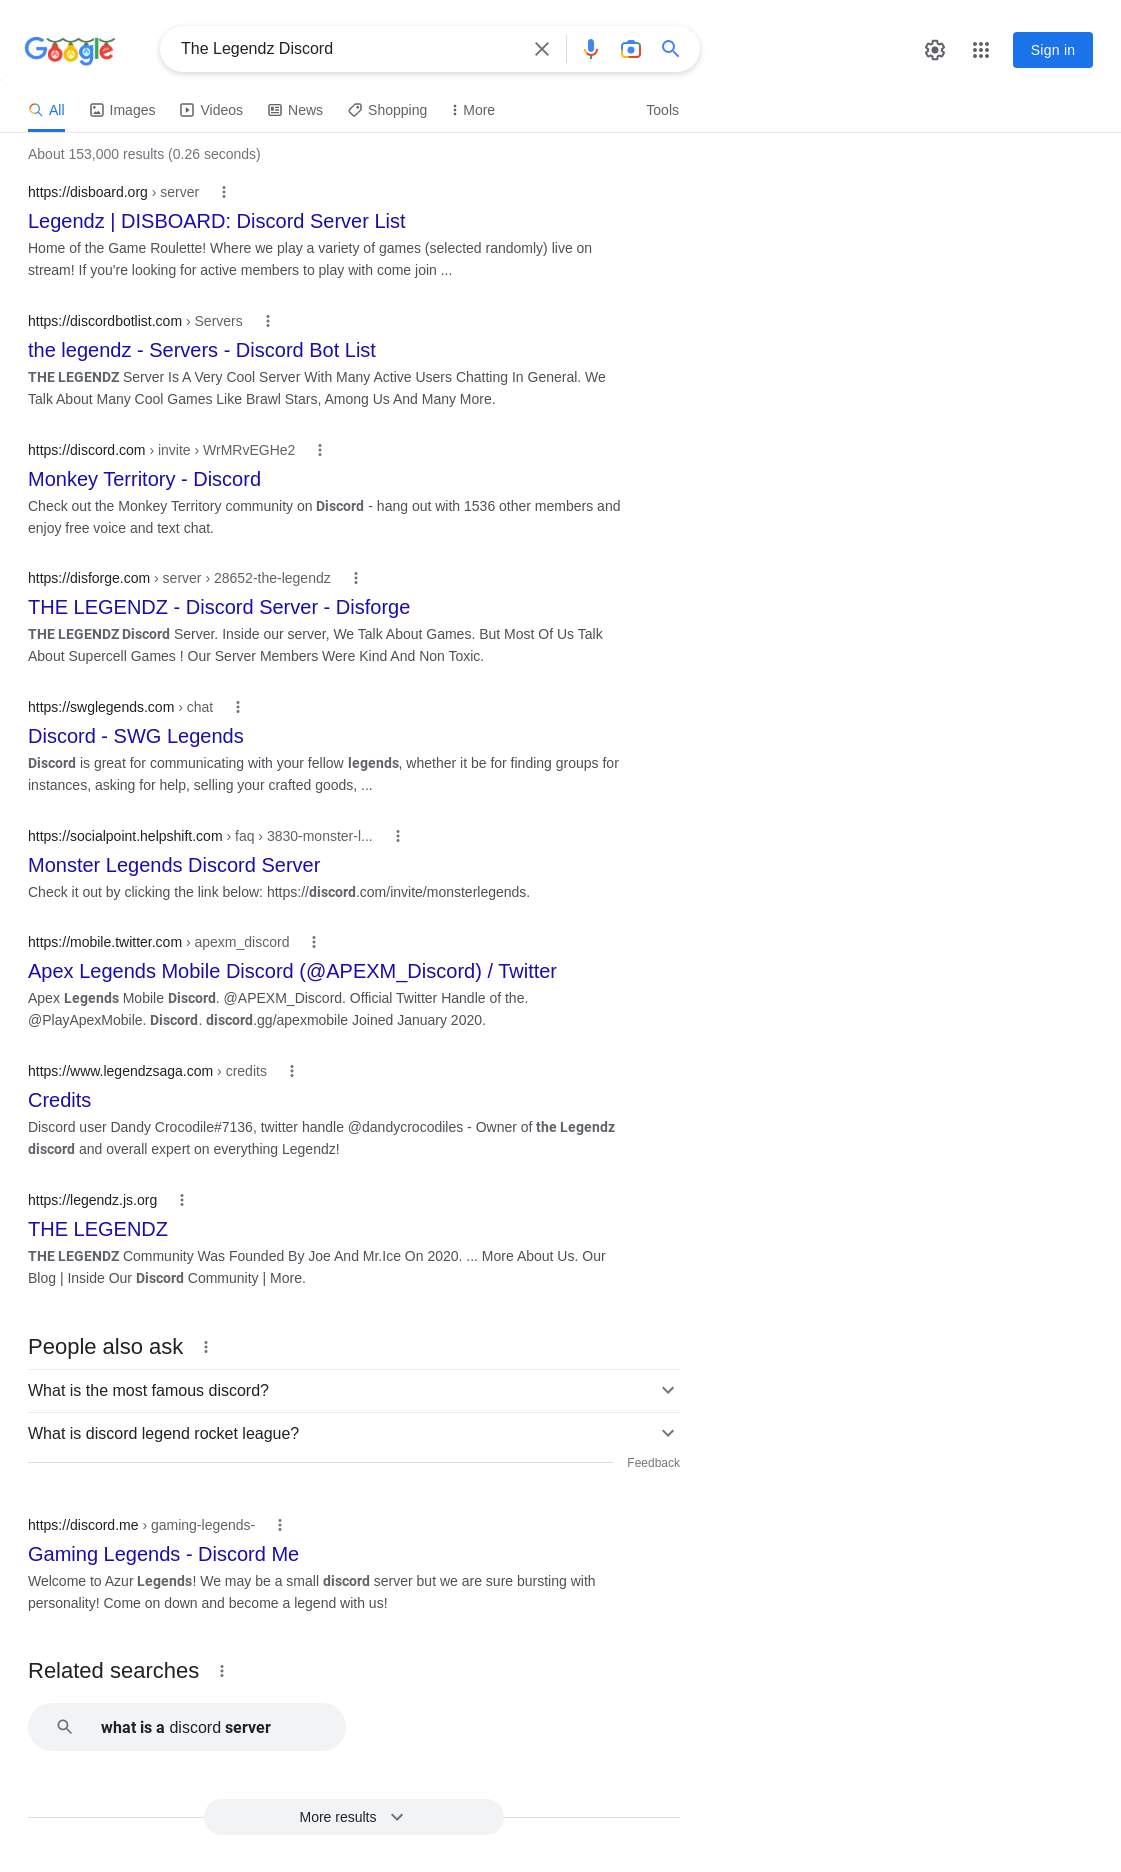 Google
The Legendz Discord
Sign in
All
Images
Videos
News
Shopping
More
Tools
About 153,000 results (0.26 seconds)
https://disboard.org › server
Legendz | DISBOARD: Discord Server List
Home of the Game Roulette! Where we play a variety of games (selected randomly) live on
stream! If you're looking for active members to play with come join ...
https://discordbotlist.com › Servers
the legendz - Servers - Discord Bot List
THE LEGENDZ Server Is A Very Cool Server With Many Active Users Chatting In General. We
Talk About Many Cool Games Like Brawl Stars, Among Us And Many More.
https://discord.com › invite › WrMRvEGHe2
Monkey Territory - Discord
Check out the Monkey Territory community on Discord - hang out with 1536 other members and
enjoy free voice and text chat.
https://disforge.com › server › 28652-the-legendz
THE LEGENDZ - Discord Server - Disforge
THE LEGENDZ Discord Server. Inside our server, We Talk About Games. But Most Of Us Talk
About Supercell Games ! Our Server Members Were Kind And Non Toxic.
https://swglegends.com › chat
Discord - SWG Legends
Discord is great for communicating with your fellow legends, whether it be for finding groups for
instances, asking for help, selling your crafted goods, ...
https://socialpoint.helpshift.com › faq › 3830-monster-l...
Monster Legends Discord Server
Check it out by clicking the link below: https://discord.com/invite/monsterlegends.
https://mobile.twitter.com › apexm_discord
Apex Legends Mobile Discord (@APEXM_Discord) / Twitter
Apex Legends Mobile Discord. @APEXM_Discord. Official Twitter Handle of the.
@PlayApexMobile. Discord. discord.gg/apexmobile Joined January 2020.
https://www.legendzsaga.com › credits
Credits
Discord user Dandy Crocodile#7136, twitter handle @dandycrocodiles - Owner of the Legendz
discord and overall expert on everything Legendz!
https://legendz.js.org
THE LEGENDZ
THE LEGENDZ Community Was Founded By Joe And Mr.Ice On 2020. ... More About Us. Our
Blog | Inside Our Discord Community | More.
People also ask
What is the most famous discord?
What is discord legend rocket league?
Feedback
https://discord.me › gaming-legends-
Gaming Legends - Discord Me
Welcome to Azur Legends! We may be a small discord server but we are sure bursting with
personality! Come on down and become a legend with us!
Related searches
what is a discord server
More results